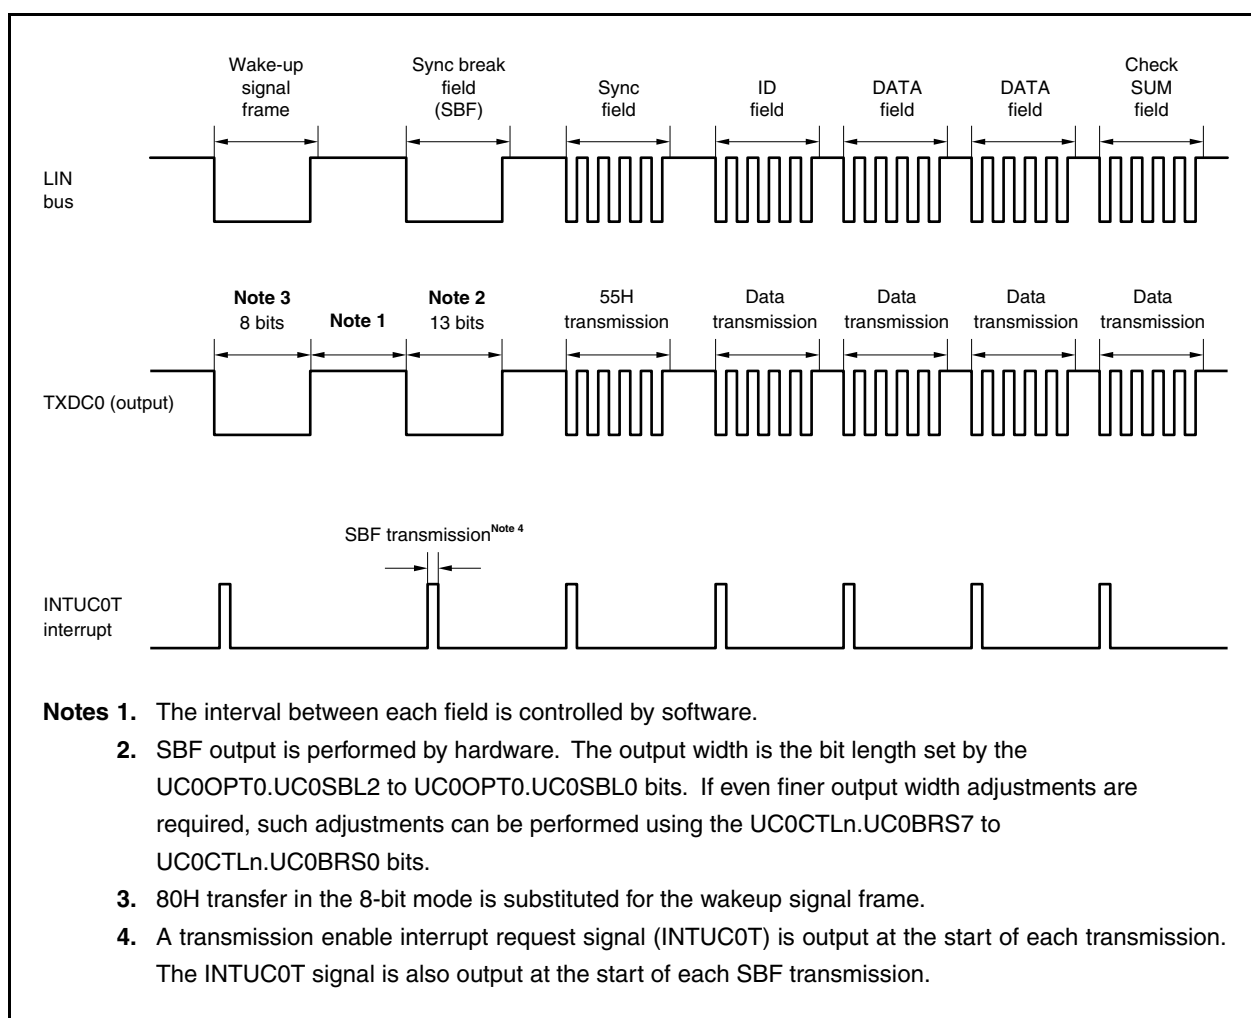 Wake-up
signal
frame
Sync break
field
(SBF)
Sync
field
ID
field
DATA
field
DATA
field
Check
SUM
field
LIN
bus
Note 3
8 bits
Note 1
Note 2
13 bits
55H
transmission
Data
transmission
Data
transmission
Data
transmission
Data
transmission
TXDC0 (output)
SBF transmission Note 4
INTUC0T
interrupt
Notes 1. The interval between each field is controlled by software.
2. SBF output is performed by hardware. The output width is the bit length set by the
UC0OPT0.UC0SBL2 to UC0OPT0.UC0SBL0 bits. If even finer output width adjustments are
required, such adjustments can be performed using the UC0CTLn.UC0BRS7 to
UC0CTLn.UC0BRS0 bits.
3. 80H transfer in the 8-bit mode is substituted for the wakeup signal frame.
4. A transmission enable interrupt request signal (INTUC0T) is output at the start of each transmission.
The INTUC0T signal is also output at the start of each SBF transmission.